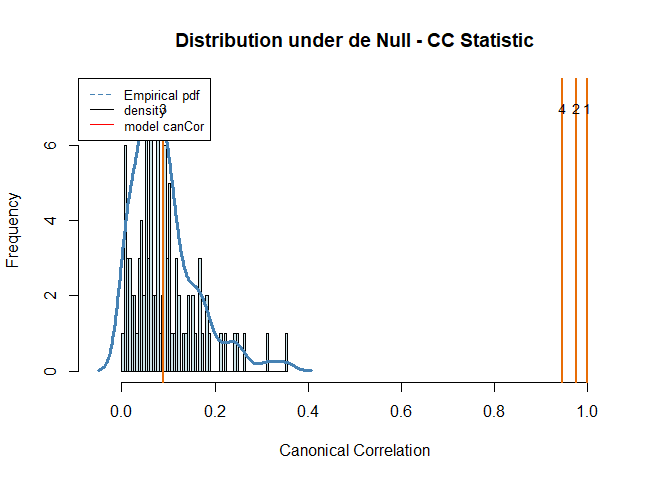 Distribution under de Null - CC Statistic
Empirical pdf
density
model canCor
3
4 2 1
Frequency
0 2 4 6
0.0 0.2 0.4 0.6 0.8 1.0
Canonical Correlation